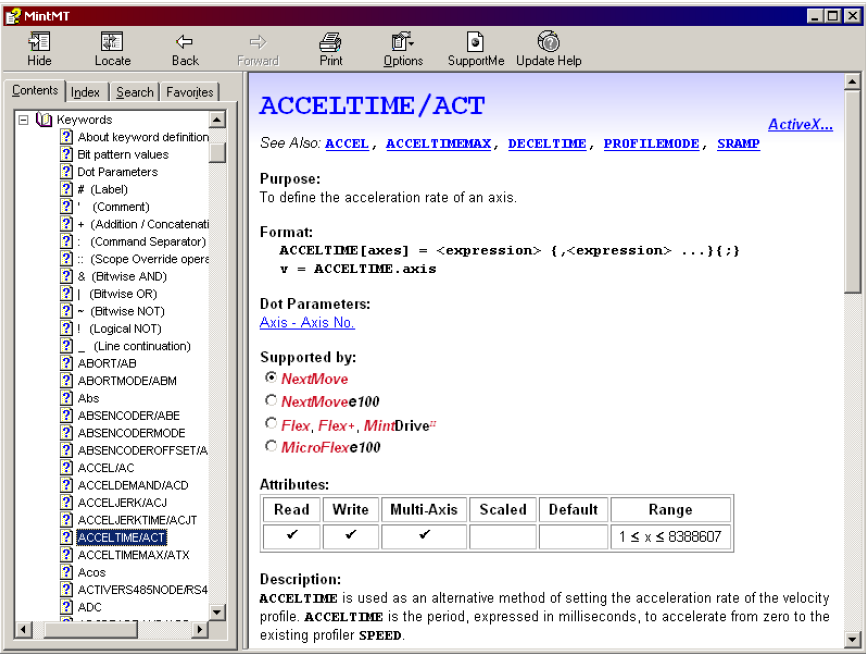 MintMT
Hide
Locate
Back
Forward
Print
Options
SupportMe
Update Help
Contents
Index
Search
Favorites
Keywords
About keyword definition
Bit pattern values
Dot Parameters
# (Label)
' (Comment)
+ (Addition / Concatenati
: (Command Separator)
:: (Scope Override opera
& (Bitwise AND)
| (Bitwise OR)
~ (Bitwise NOT)
! (Logical NOT)
_ (Line continuation)
ABORT/AB
ABORTMODE/ABM
Abs
ABSENCODER/ABE
ABSENCODERMODE
ABSENCODEROFFSET/A
ACCEL/AC
ACCELDEMAND/ACD
ACCELJERK/ACJ
ACCELJERKTIME/ACJT
ACCELTIME/ACT
ACCELTIMEMAX/ATX
Acos
ACTIVERS485NODE/RS4
ADC
ACCELTIME/ACT
ActiveX...
See Also: ACCEL, ACCELTIMEMAX, DECELTIME, PROFILEMODE, SRAMP
Purpose:
To define the acceleration rate of an axis.
Format:
ACCELTIME[axes] = <expression> {,<expression> ...}{;}
v = ACCELTIME.axis
Dot Parameters:
Axis - Axis No.
Supported by:
NextMove
NextMovee100
Flex, Flex+, MintDrive
MicroFlexe100
Attributes:
Read Write Multi-Axis Scaled Default Range
✓ ✓ ✓ 1 ≤ x ≤ 8388607
Description:
ACCELTIME is used as an alternative method of setting the acceleration rate of the velocity
profile. ACCELTIME is the period, expressed in milliseconds, to accelerate from zero to the
existing profiler SPEED.